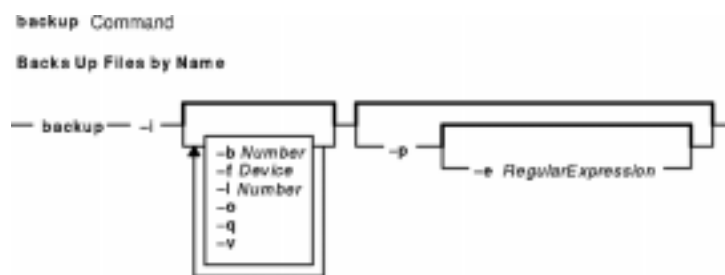 backup Command
Backs Up Files by Name
backup -i
-b Number
-f Device
-l Number
-o
-q
-v
-p
-e RegularExpression